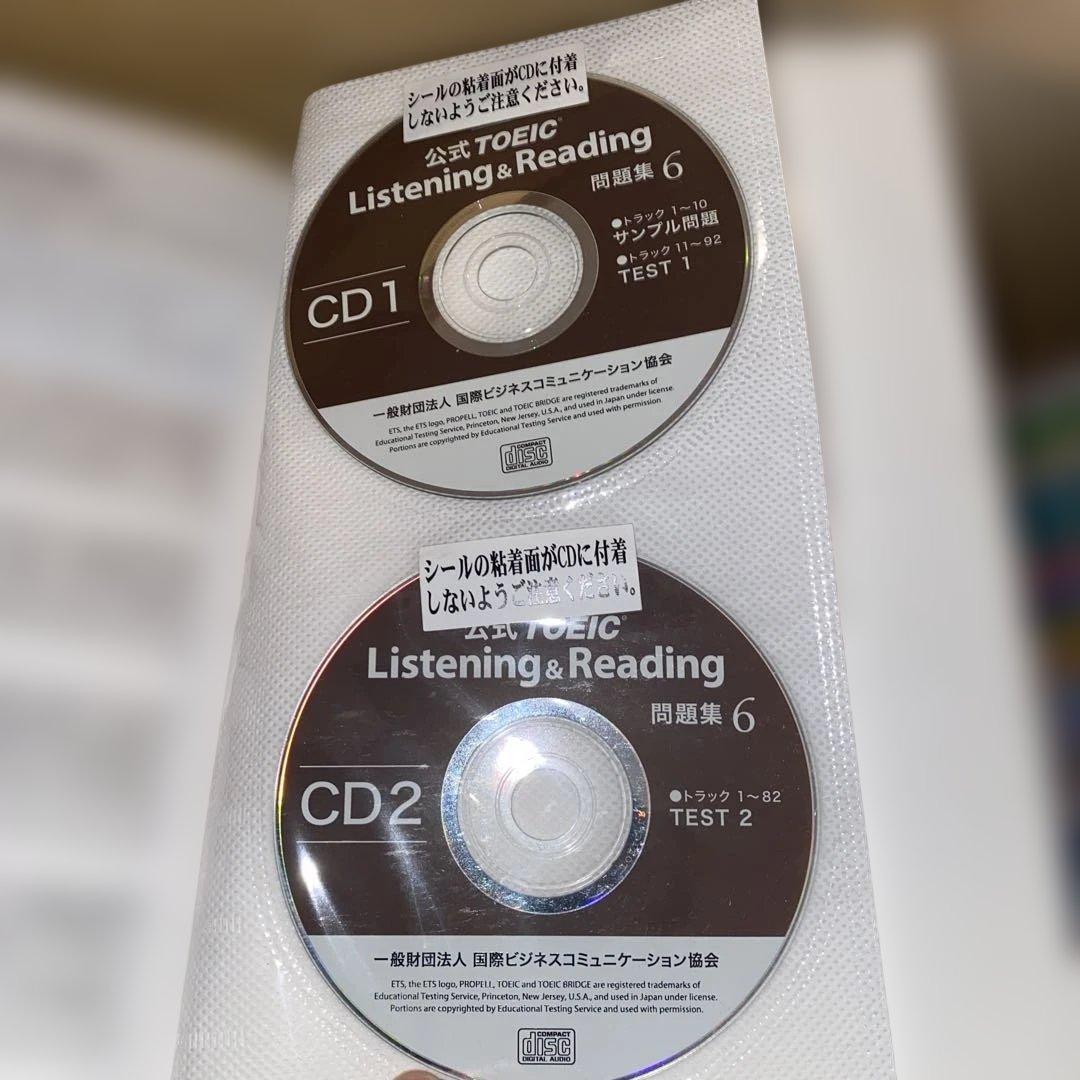 シールの粘着面がCDに付着
しないようご注意ください。
公式 TOEIC®
Listening & Reading
問題集 6
●トラック 1~10
サンプル問題
●トラック 11~92
TEST 1
CD 1
一般財団法人 国際ビジネスコミュニケーション協会
ETS, the ETS logo, PROPELL, TOEIC and TOEIC BRIDGE are registered trademarks of
Educational Testing Service, Princeton, New Jersey, U.S.A., and used in Japan under license.
Portions are copyrighted by Educational Testing Service and used with permission.
COMPACT
disc
DIGITAL AUDIO
シールの粘着面がCDに付着
しないようご注意ください。
公式 TOEIC®
Listening & Reading
問題集 6
CD 2
●トラック 1~82
TEST 2
一般財団法人 国際ビジネスコミュニケーション協会
ETS, the ETS logo, PROPELL, TOEIC and TOEIC BRIDGE are registered trademarks of
Educational Testing Service, Princeton, New Jersey, U.S.A., and used in Japan under license.
Portions are copyrighted by Educational Testing Service and used with permission.
COMPACT
disc
DIGITAL AUDIO